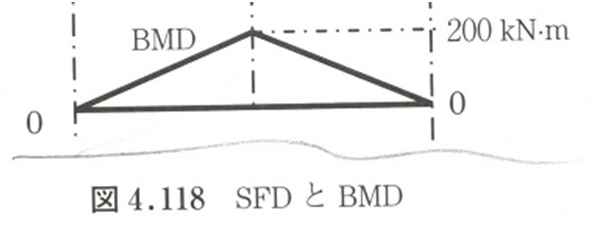 BMD 200 kN·m
0 0
図 4.118 SFD と BMD